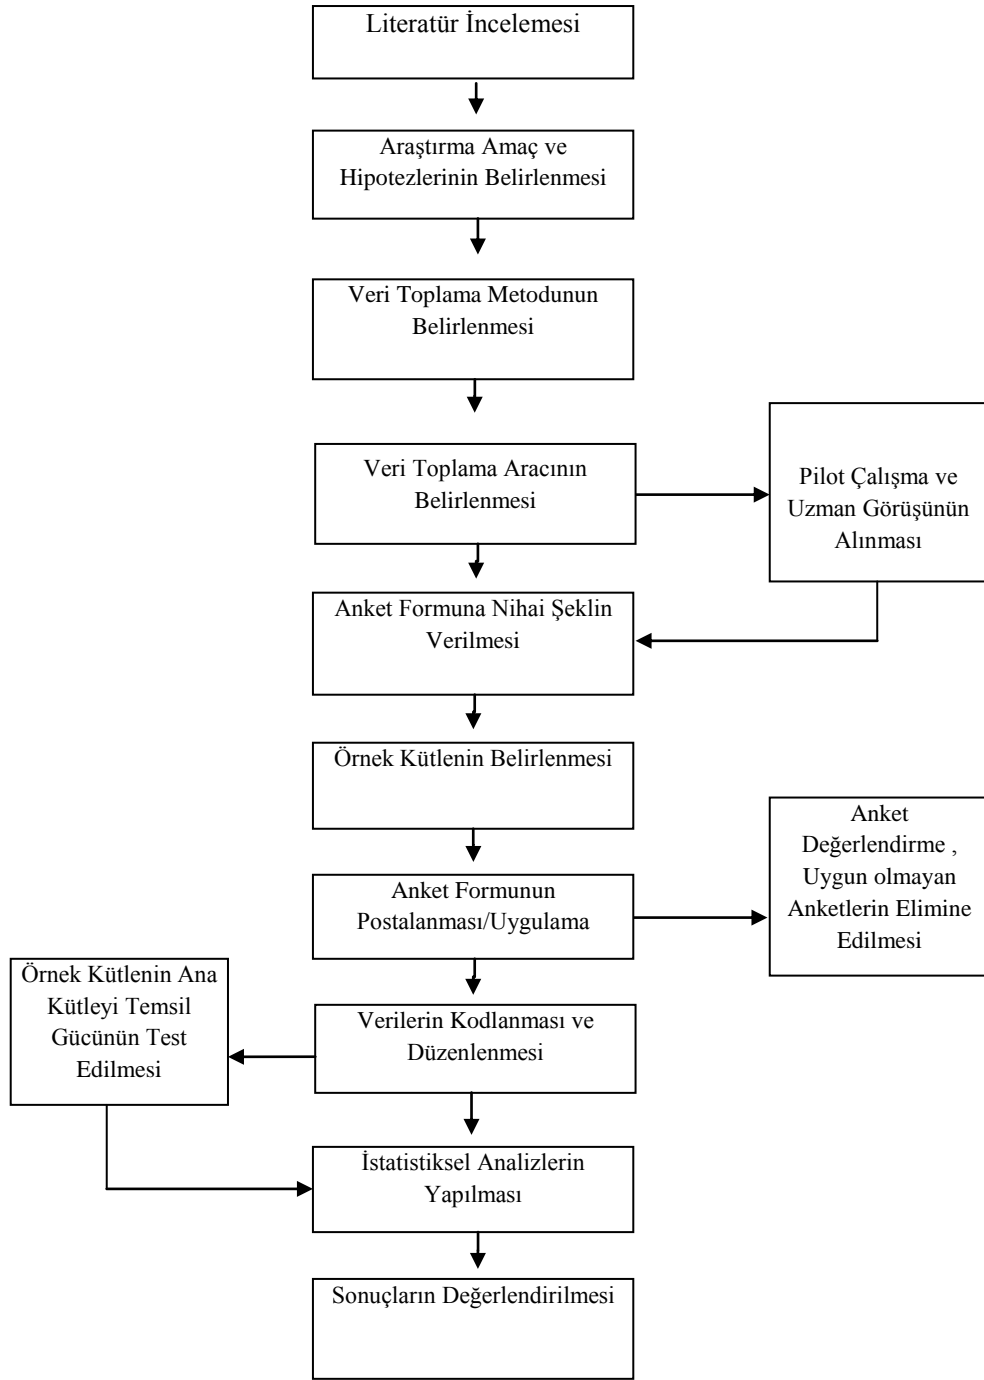 Literatür İncelemesi
Araştırma Amaç ve
Hipotezlerinin Belirlenmesi
Veri Toplama Metodunun
Belirlenmesi
Veri Toplama Aracının
Belirlenmesi
Pilot Çalışma ve
Uzman Görüşünün
Alınması
Anket Formuna Nihai Şeklin
Verilmesi
Örnek Kütlenin Belirlenmesi
Anket Formunun
Postalanması/Uygulama
Anket
Değerlendirme ,
Uygun olmayan
Anketlerin Elimine
Edilmesi
Verilerin Kodlanması ve
Düzenlenmesi
Örnek Kütlenin Ana
Kütleyi Temsil
Gücünün Test
Edilmesi
İstatistiksel Analizlerin
Yapılması
Sonuçların Değerlendirilmesi